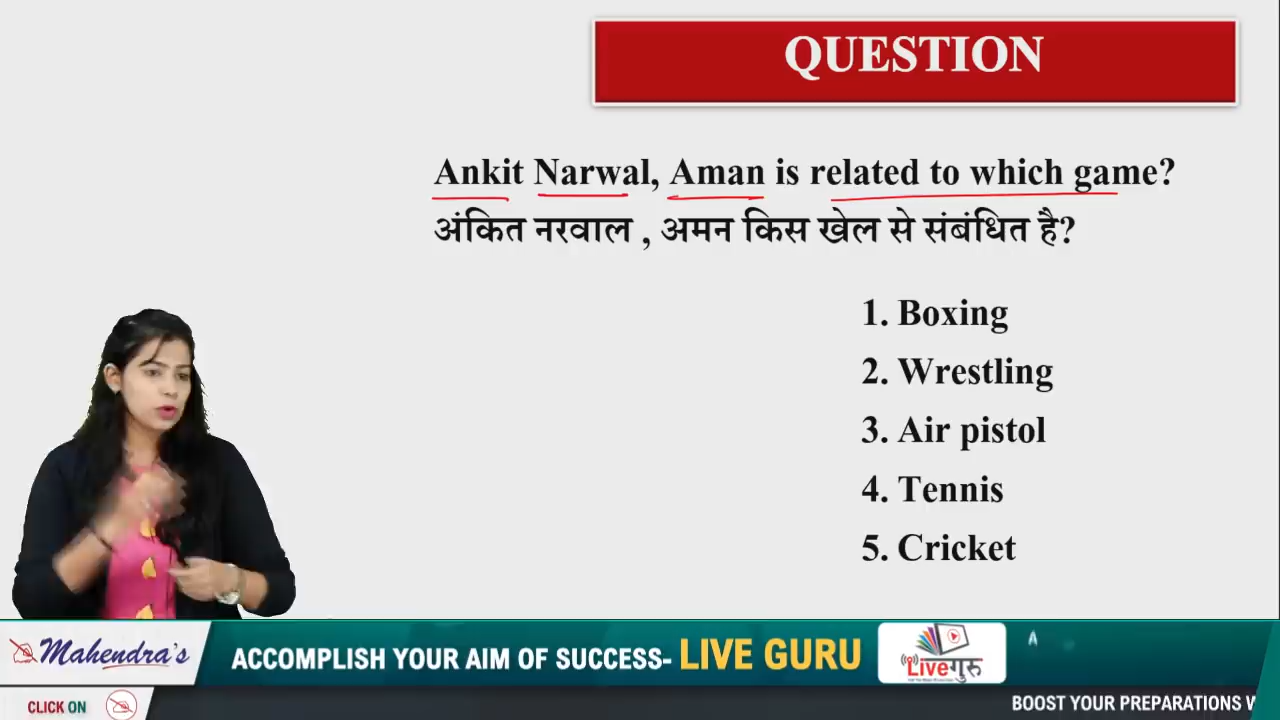 QUESTION
Ankit Narwal, Aman is related to which game?
अंकित नरवाल , अमन किस खेल से संबंधित है?
1. Boxing
2. Wrestling
3. Air pistol
4. Tennis
5. Cricket
Mahendra's
ACCOMPLISH YOUR AIM OF SUCCESS- LIVE GURU
Liveगुरु
A
CLICK ON
BOOST YOUR PREPARATIONS W